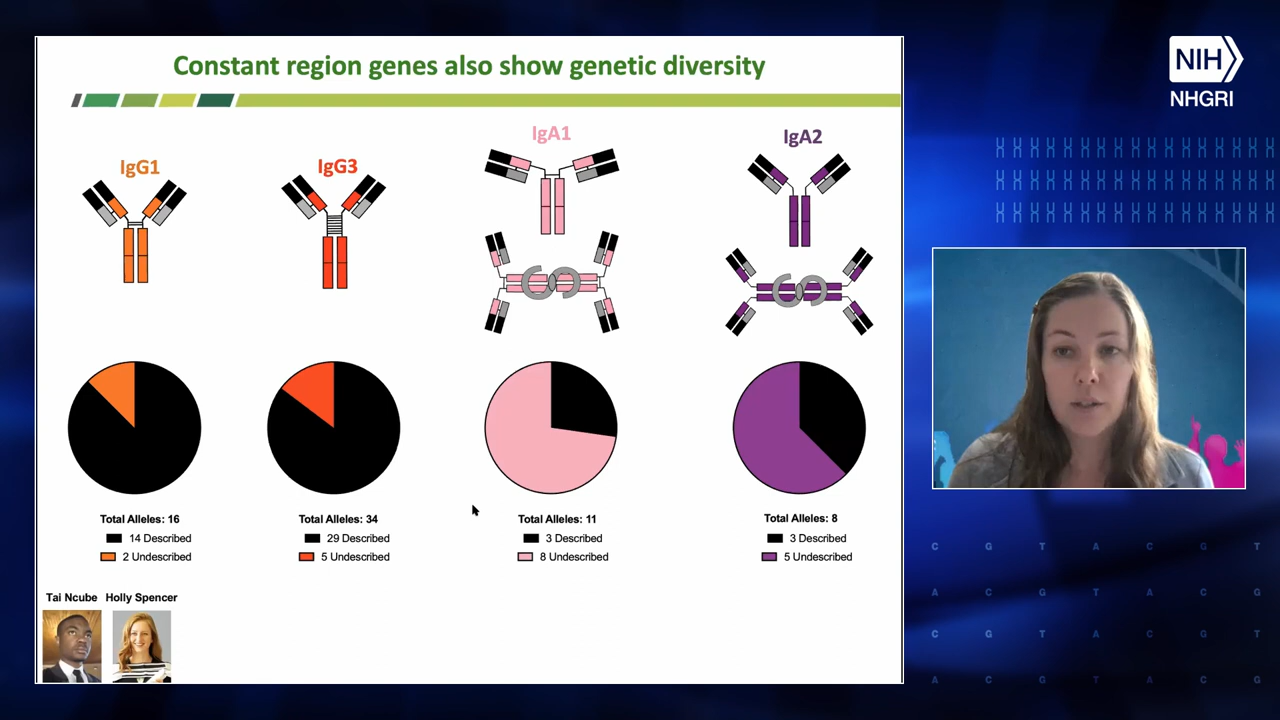 Constant region genes also show genetic diversity
NIH
NHGRI
IgG1
IgG3
IgA1
IgA2
Total Alleles: 16
14 Described
2 Undescribed
Total Alleles: 34
29 Described
5 Undescribed
Total Alleles: 11
3 Described
8 Undescribed
Total Alleles: 8
3 Described
5 Undescribed
Tai Ncube Holly Spencer
C G T A C G T
A C G T A C G
C G T A C G T
A C G T A C G